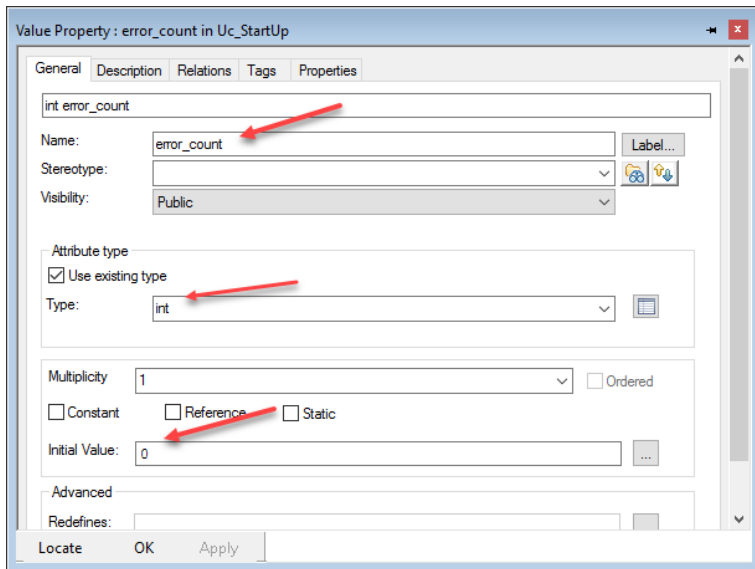 Value Property : error_count in Uc_StartUp
General Description Relations Tags Properties
int error_count
Name: error_count Label...
Stereotype:
Visibility: Public
Attribute type
Use existing type
Type: int
Multiplicity 1 Ordered
Constant Reference Static
Initial Value: 0 ...
Advanced
Redefines:
Locate OK Apply